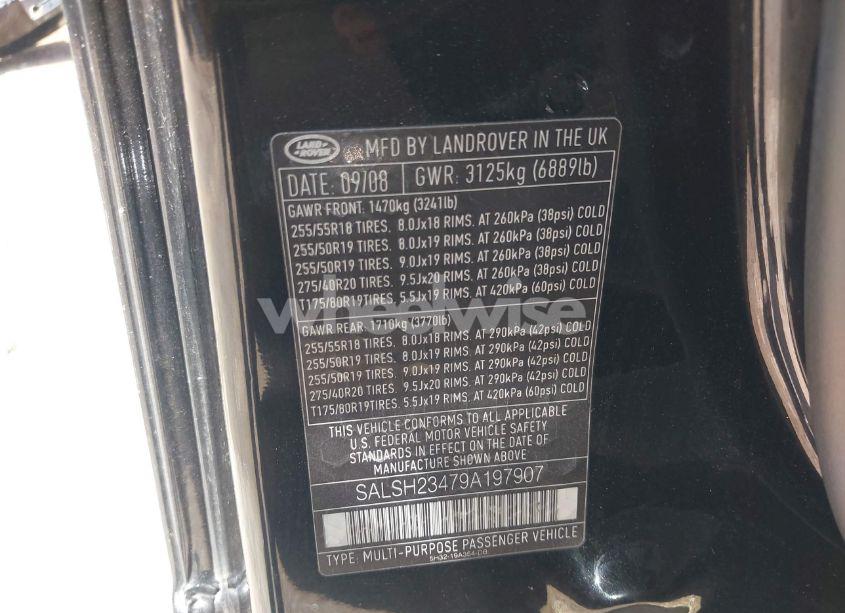 LAND ROVER
MFD BY LANDROVER IN THE UK
DATE: 09/08 GWR: 3125kg (6889lb)
GAWR FRONT: 1470kg (3241lb)
255/55R18 TIRES. 8.0Jx18 RIMS. AT 260kPa (38psi) COLD
255/50R19 TIRES. 8.0Jx19 RIMS. AT 260kPa (38psi) COLD
255/50R19 TIRES. 9.0Jx19 RIMS. AT 260kPa (38psi) COLD
275/40R20 TIRES. 9.5Jx20 RIMS. AT 260kPa (38psi) COLD
T175/80R19TIRES. 5.5Jx19 RIMS. AT 420kPa (60psi) COLD
wheelwise
GAWR REAR: 1710kg (3770lb)
255/55R18 TIRES. 8.0Jx18 RIMS. AT 290kPa (42psi) COLD
255/50R19 TIRES. 8.0Jx19 RIMS. AT 290kPa (42psi) COLD
255/50R19 TIRES. 9.0Jx19 RIMS. AT 290kPa (42psi) COLD
275/40R20 TIRES. 9.5Jx20 RIMS. AT 290kPa (42psi) COLD
T175/80R19TIRES. 5.5Jx19 RIMS. AT 420kPa (60psi) COLD
THIS VEHICLE CONFORMS TO ALL APPLICABLE
U.S. FEDERAL MOTOR VEHICLE SAFETY
STANDARDS IN EFFECT ON THE DATE OF
MANUFACTURE SHOWN ABOVE
SALSH23479A197907
TYPE: MULTI-PURPOSE PASSENGER VEHICLE
5H32-19A364-DB